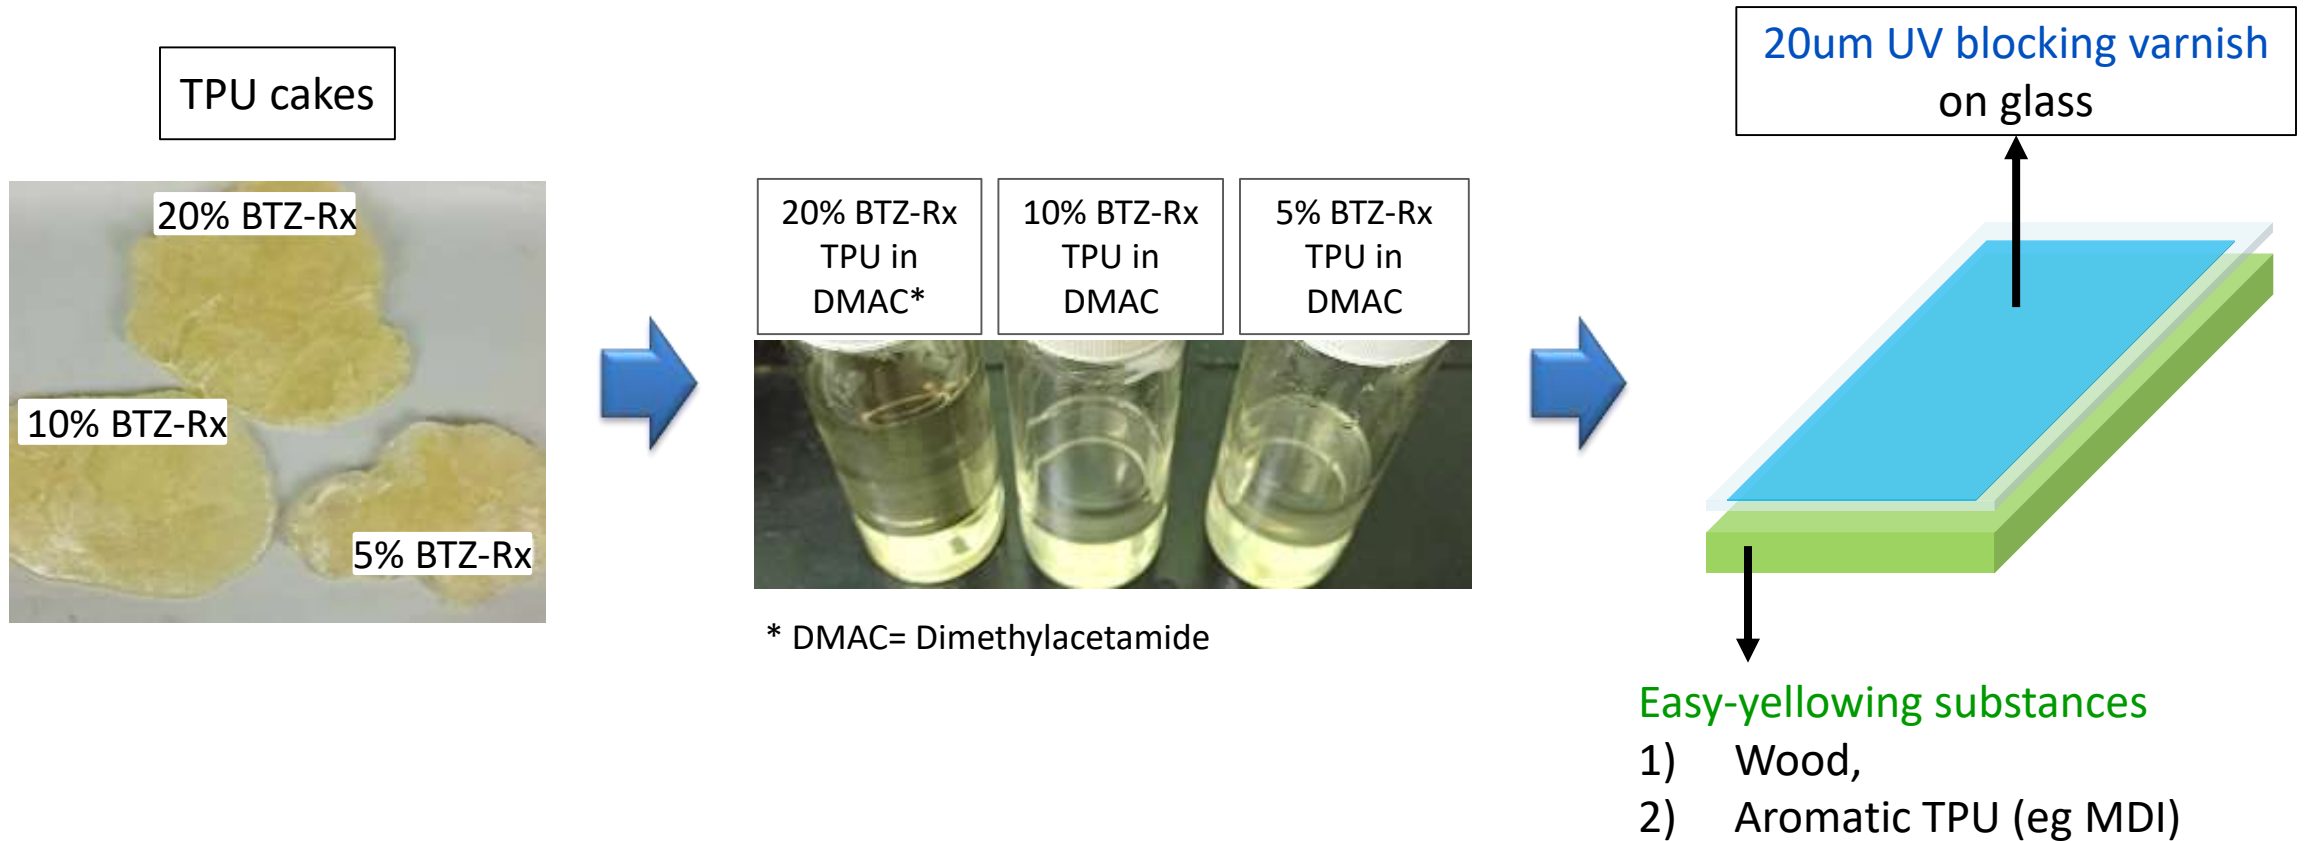 TPU cakes
20% BTZ-Rx
10% BTZ-Rx
5% BTZ-Rx
20% BTZ-Rx
TPU in
DMAC*
10% BTZ-Rx
TPU in
DMAC
5% BTZ-Rx
TPU in
DMAC
* DMAC= Dimethylacetamide
20um UV blocking varnish
on glass
Easy-yellowing substances
1) Wood,
2) Aromatic TPU (eg MDI)